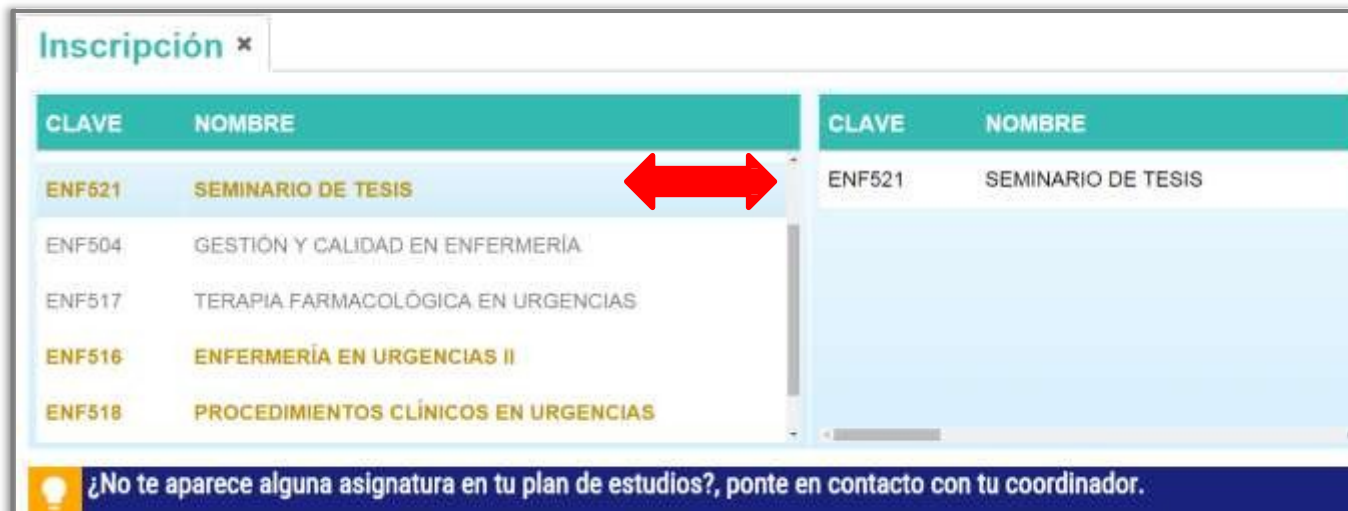 Inscripción ×
CLAVE NOMBRE
ENF521 SEMINARIO DE TESIS
ENF504 GESTIÓN Y CALIDAD EN ENFERMERÍA
ENF517 TERAPIA FARMACOLÓGICA EN URGENCIAS
ENF516 ENFERMERÍA EN URGENCIAS II
ENF518 PROCEDIMIENTOS CLÍNICOS EN URGENCIAS
CLAVE NOMBRE
ENF521 SEMINARIO DE TESIS
¿No te aparece alguna asignatura en tu plan de estudios?, ponte en contacto con tu coordinador.